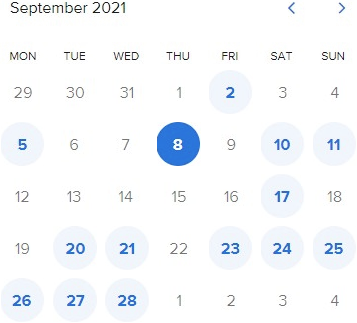 September 2021
MON TUE WED THU FRI SAT SUN
29 30 31 1 2 3 4
5 6 7 8 9 10 11
12 13 14 15 16 17 18
19 20 21 22 23 24 25
26 27 28 1 2 3 4